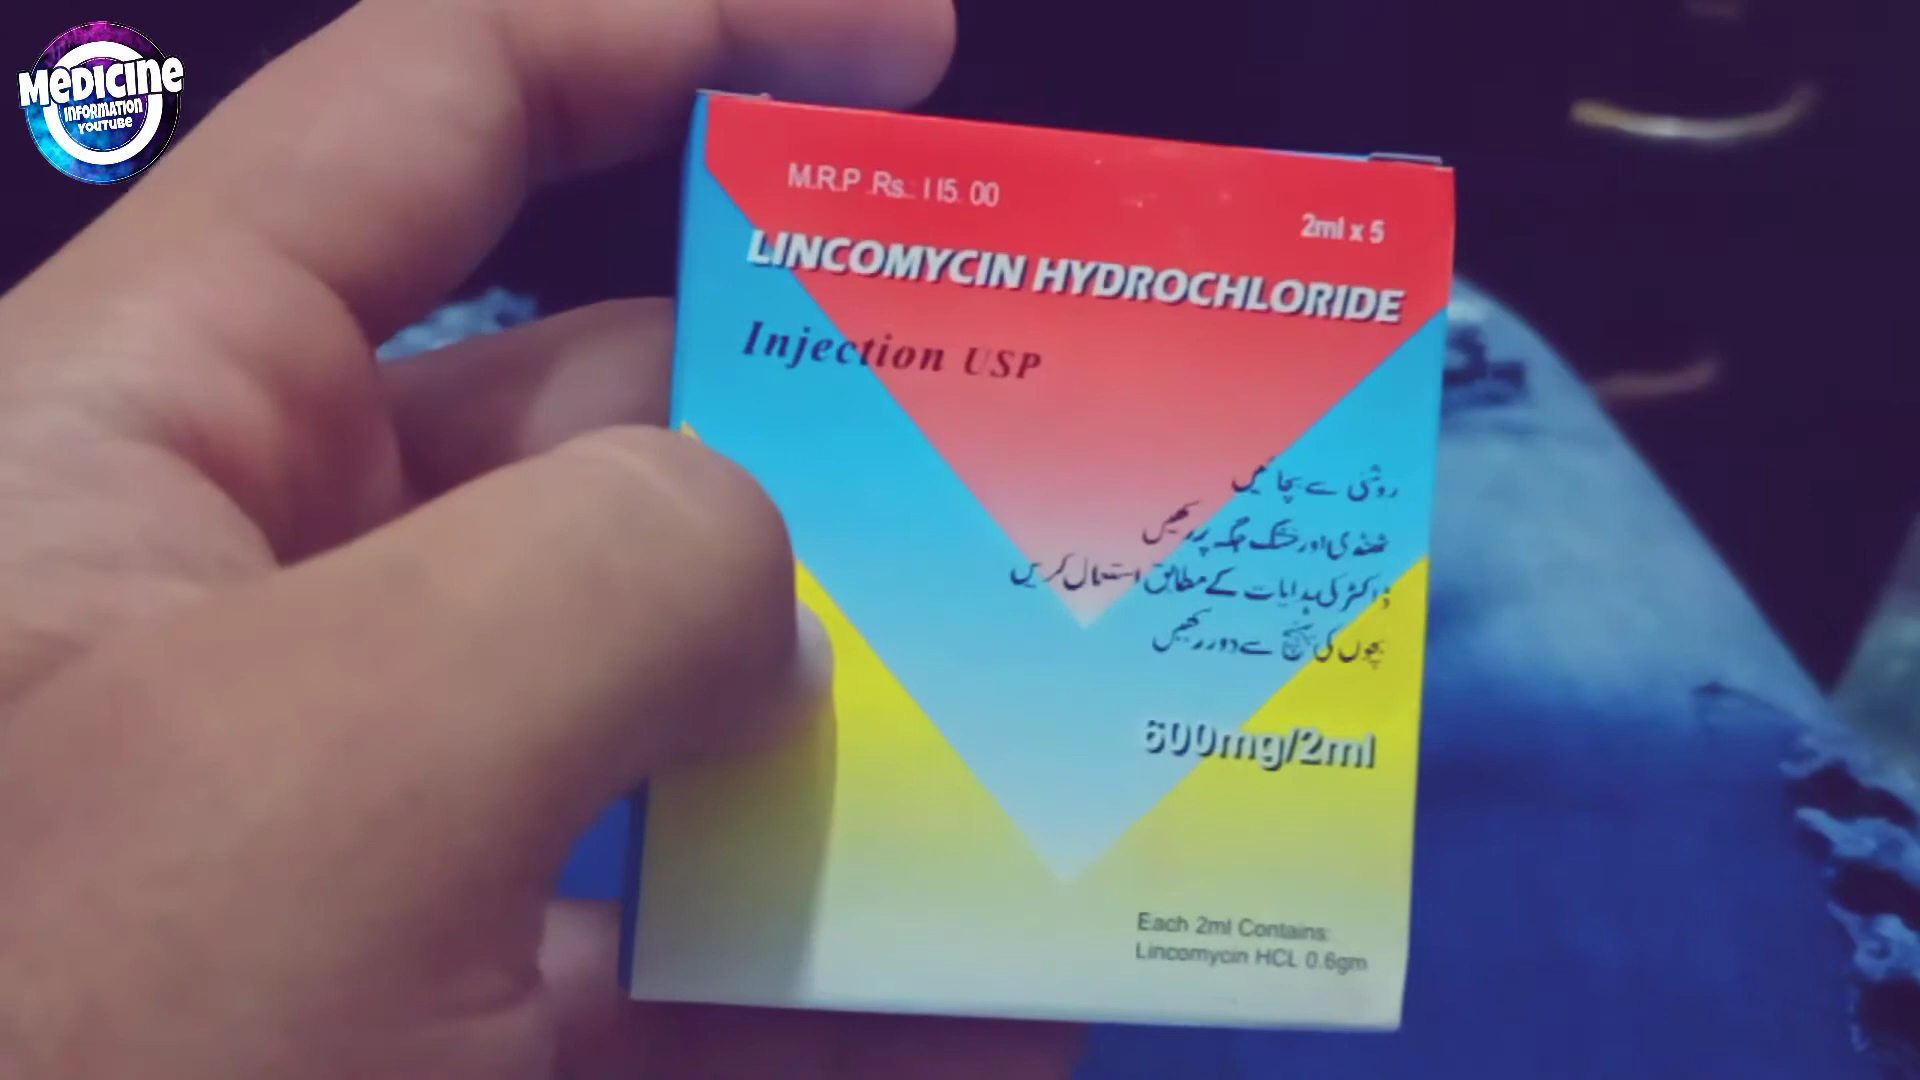 MEDICINE
INFORMATION
YOUTUBE
M.R.P .Rs.: 115.00
2ml x 5
LINCOMYCIN HYDROCHLORIDE
Injection USP
روشنی سے بچائیں
ٹھنڈی اور خشک جگہ پر رکھیں
ڈاکٹر کی ہدایات کے مطابق استعمال کریں
بچوں کی پہنچ سے دور رکھیں
600mg/2ml
Each 2ml Contains:
Lincomycin HCL 0.6gm